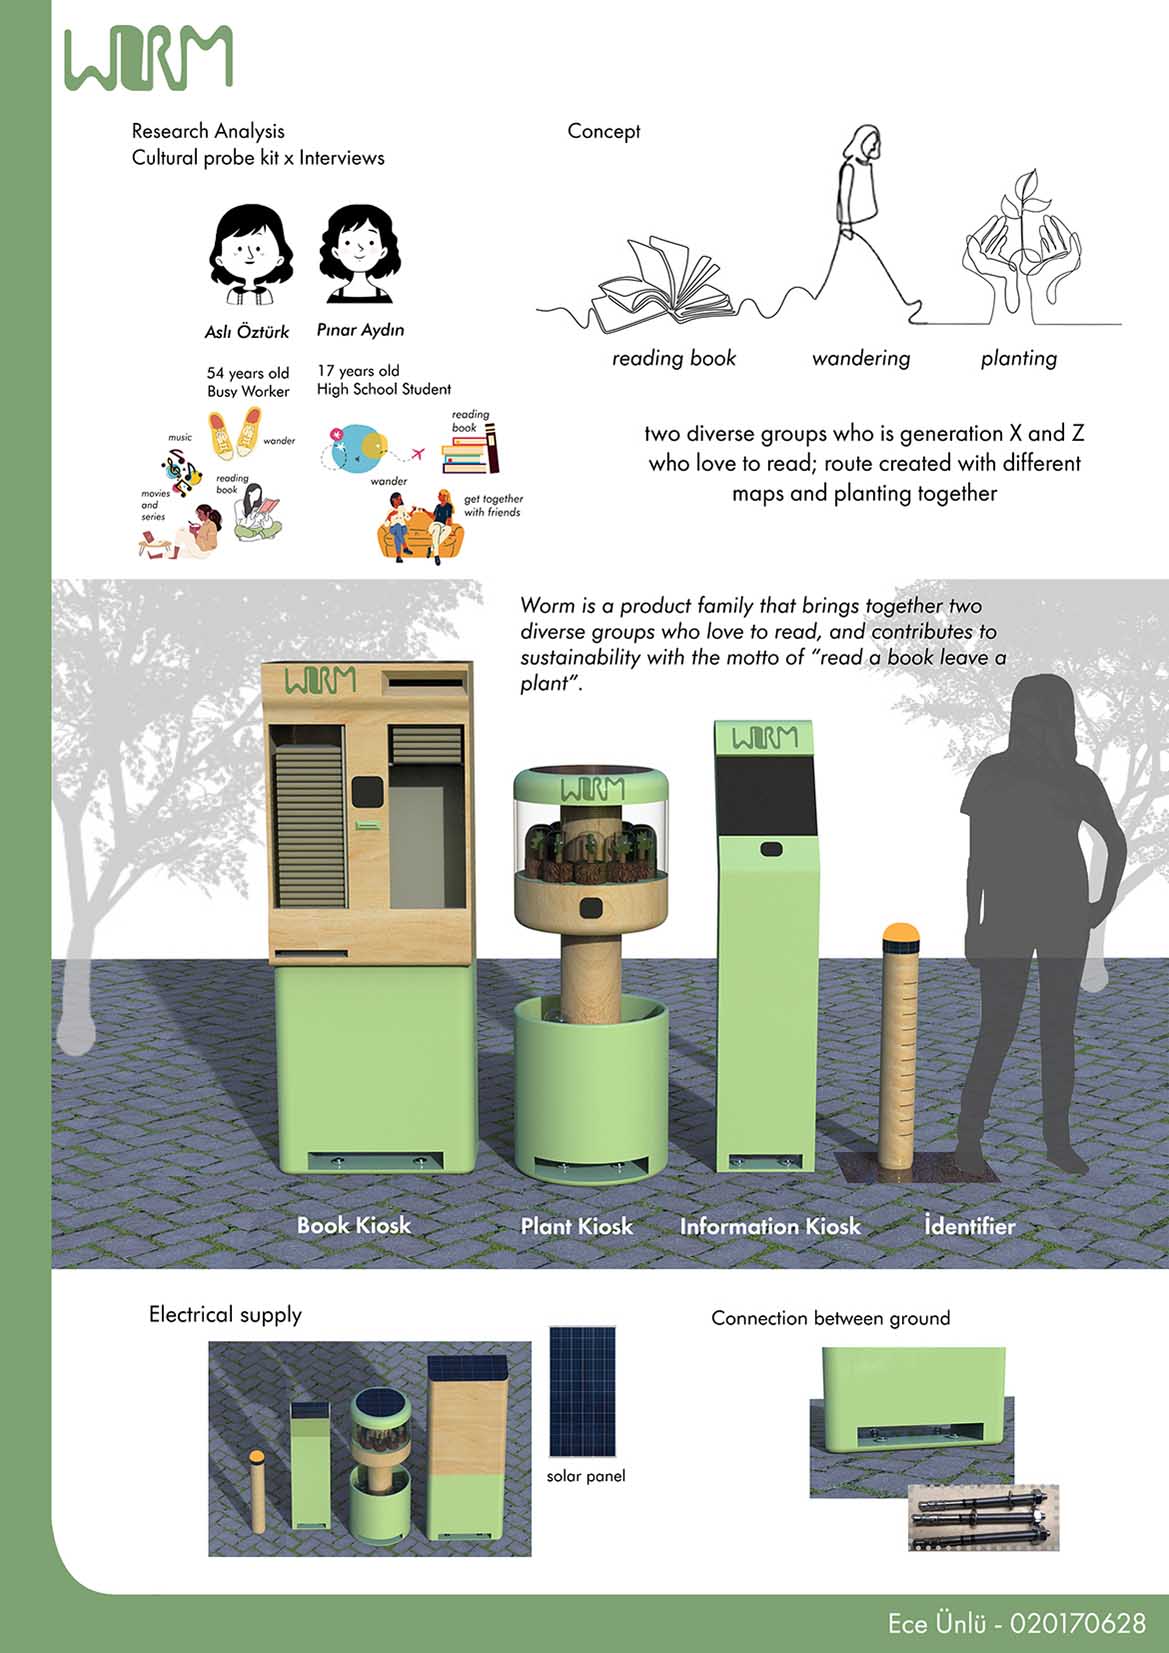 WORM
Research Analysis
Cultural probe kit x Interviews
Aslı Öztürk
54 years old
Busy Worker
music
wander
movies
and
series
reading
book
Pınar Aydın
17 years old
High School Student
reading
book
wander
get together
with friends
Concept
reading book
wandering
planting
two diverse groups who is generation X and Z
who love to read; route created with different
maps and planting together
Worm is a product family that brings together two
diverse groups who love to read, and contributes to
sustainability with the motto of “read a book leave a
plant”.
WORM
WORM
WORM
Book Kiosk
Plant Kiosk
Information Kiosk
İdentifier
Electrical supply
solar panel
Connection between ground
Ece Ünlü - 020170628